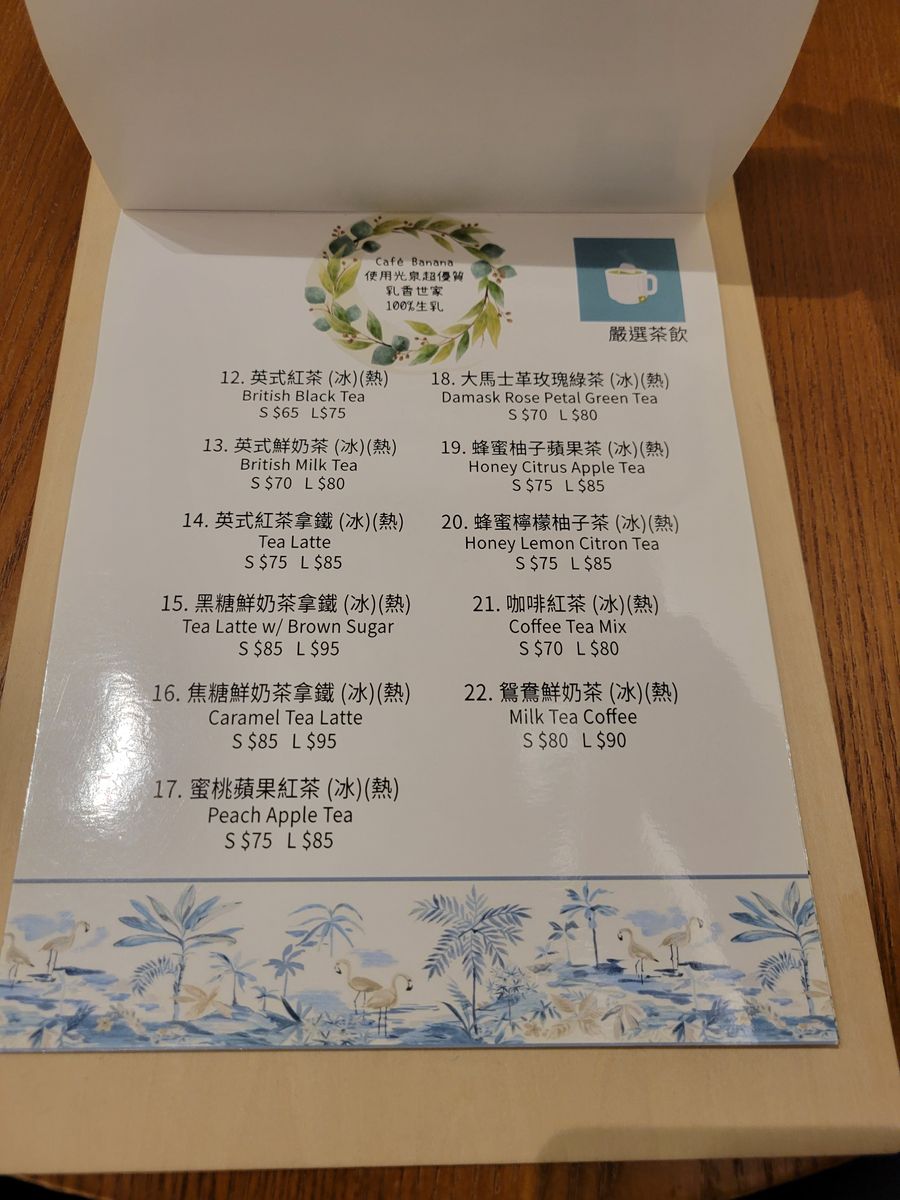 Café Banana
使用光泉超優質
乳香世家
100%生乳
嚴選茶飲
12. 英式紅茶 (冰)(熱)
British Black Tea
S $65 L$75
13. 英式鮮奶茶 (冰)(熱)
British Milk Tea
S $70 L $80
14. 英式紅茶拿鐵 (冰)(熱)
Tea Latte
S $75 L $85
15. 黑糖鮮奶茶拿鐵 (冰)(熱)
Tea Latte w/ Brown Sugar
S $85 L $95
16. 焦糖鮮奶茶拿鐵 (冰)(熱)
Caramel Tea Latte
S $85 L $95
17. 蜜桃蘋果紅茶 (冰)(熱)
Peach Apple Tea
S $75 L $85
18. 大馬士革玫瑰綠茶 (冰)(熱)
Damask Rose Petal Green Tea
S $70 L $80
19. 蜂蜜柚子蘋果茶 (冰)(熱)
Honey Citrus Apple Tea
S $75 L $85
20. 蜂蜜檸檬柚子茶 (冰)(熱)
Honey Lemon Citron Tea
S $75 L $85
21. 咖啡紅茶 (冰)(熱)
Coffee Tea Mix
S $70 L $80
22. 鴛鴦鮮奶茶 (冰)(熱)
Milk Tea Coffee
S $80 L $90